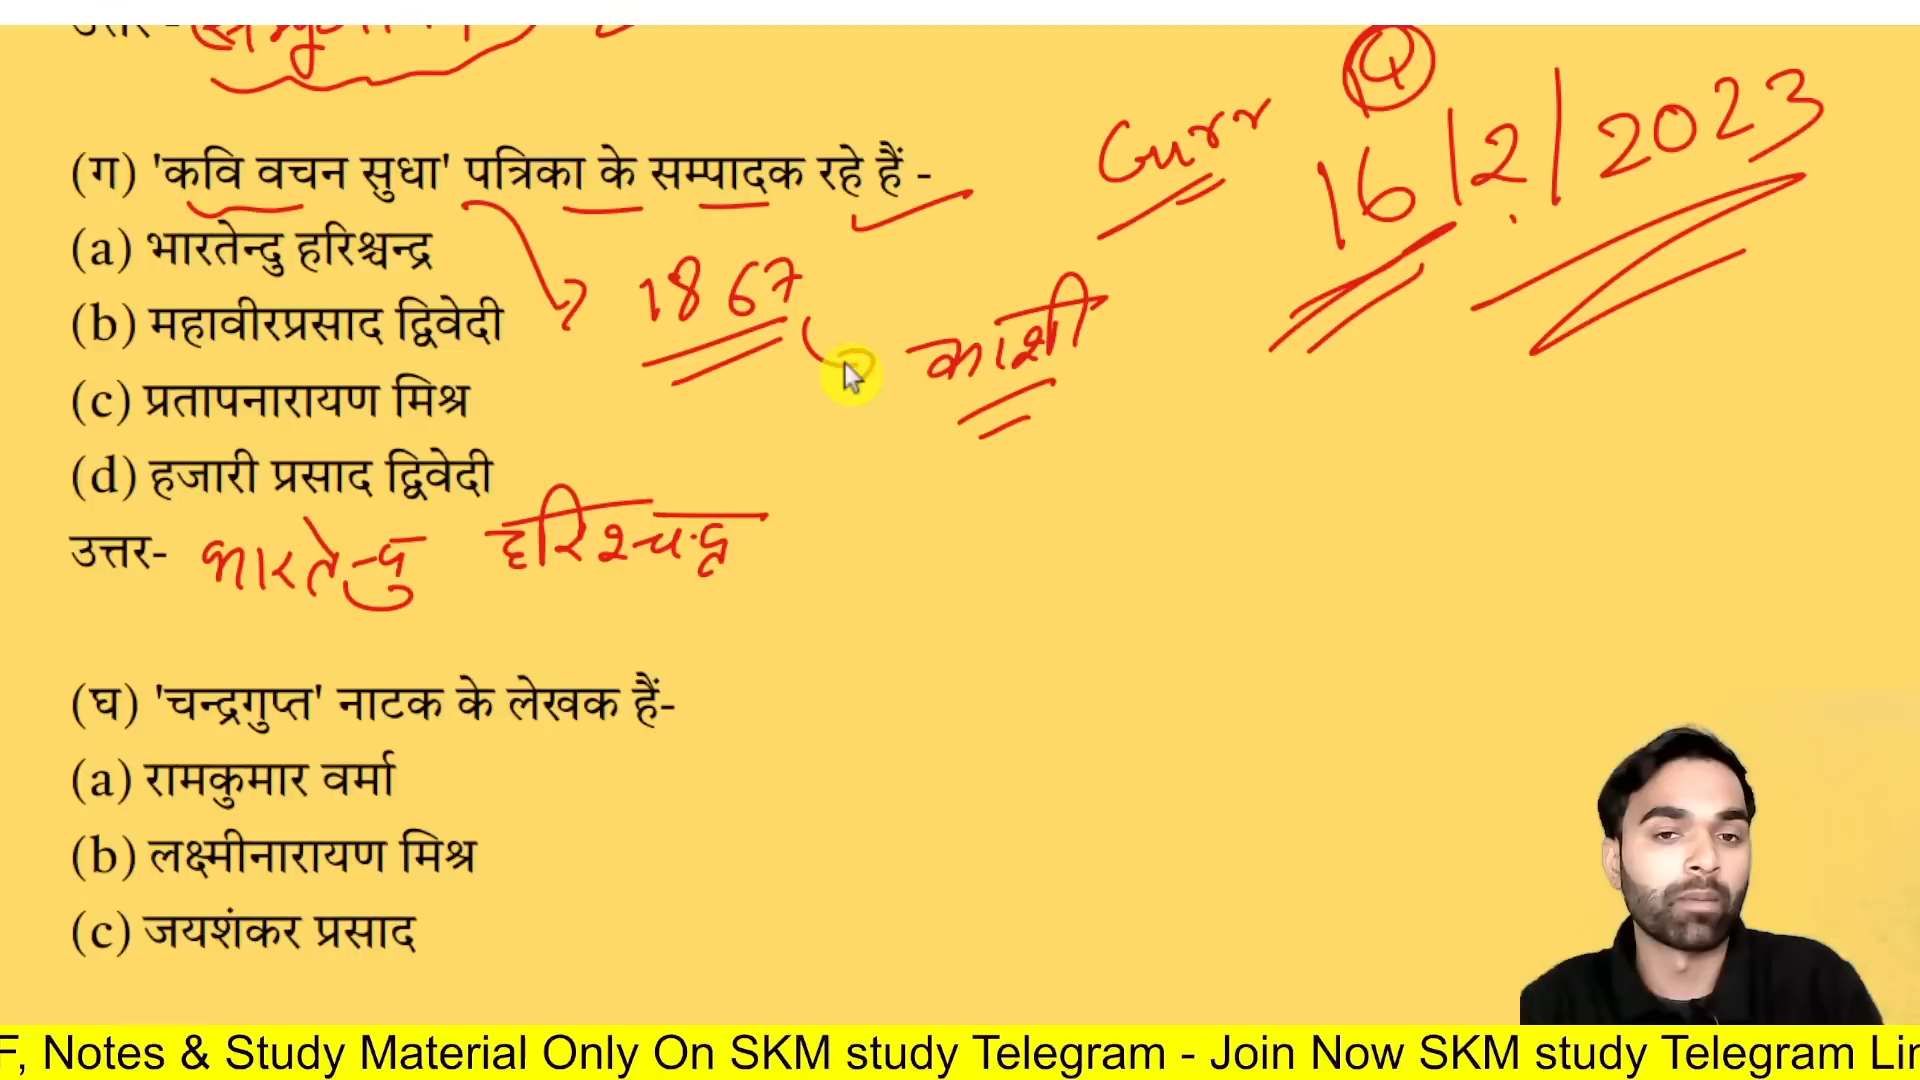 उत्तर -
Q
Curr 16/2/2023
(ग) 'कवि वचन सुधा' पत्रिका के सम्पादक रहे हैं -
(a) भारतेन्दु हरिश्चन्द्र
1867
(b) महावीरप्रसाद द्विवेदी
काशी
(c) प्रतापनारायण मिश्र
(d) हजारी प्रसाद द्विवेदी
उत्तर- भारतेन्दु हरिश्चन्द्र
(घ) 'चन्द्रगुप्त' नाटक के लेखक हैं-
(a) रामकुमार वर्मा
(b) लक्ष्मीनारायण मिश्र
(c) जयशंकर प्रसाद
F, Notes & Study Material Only On SKM study Telegram - Join Now SKM study Telegram Lin